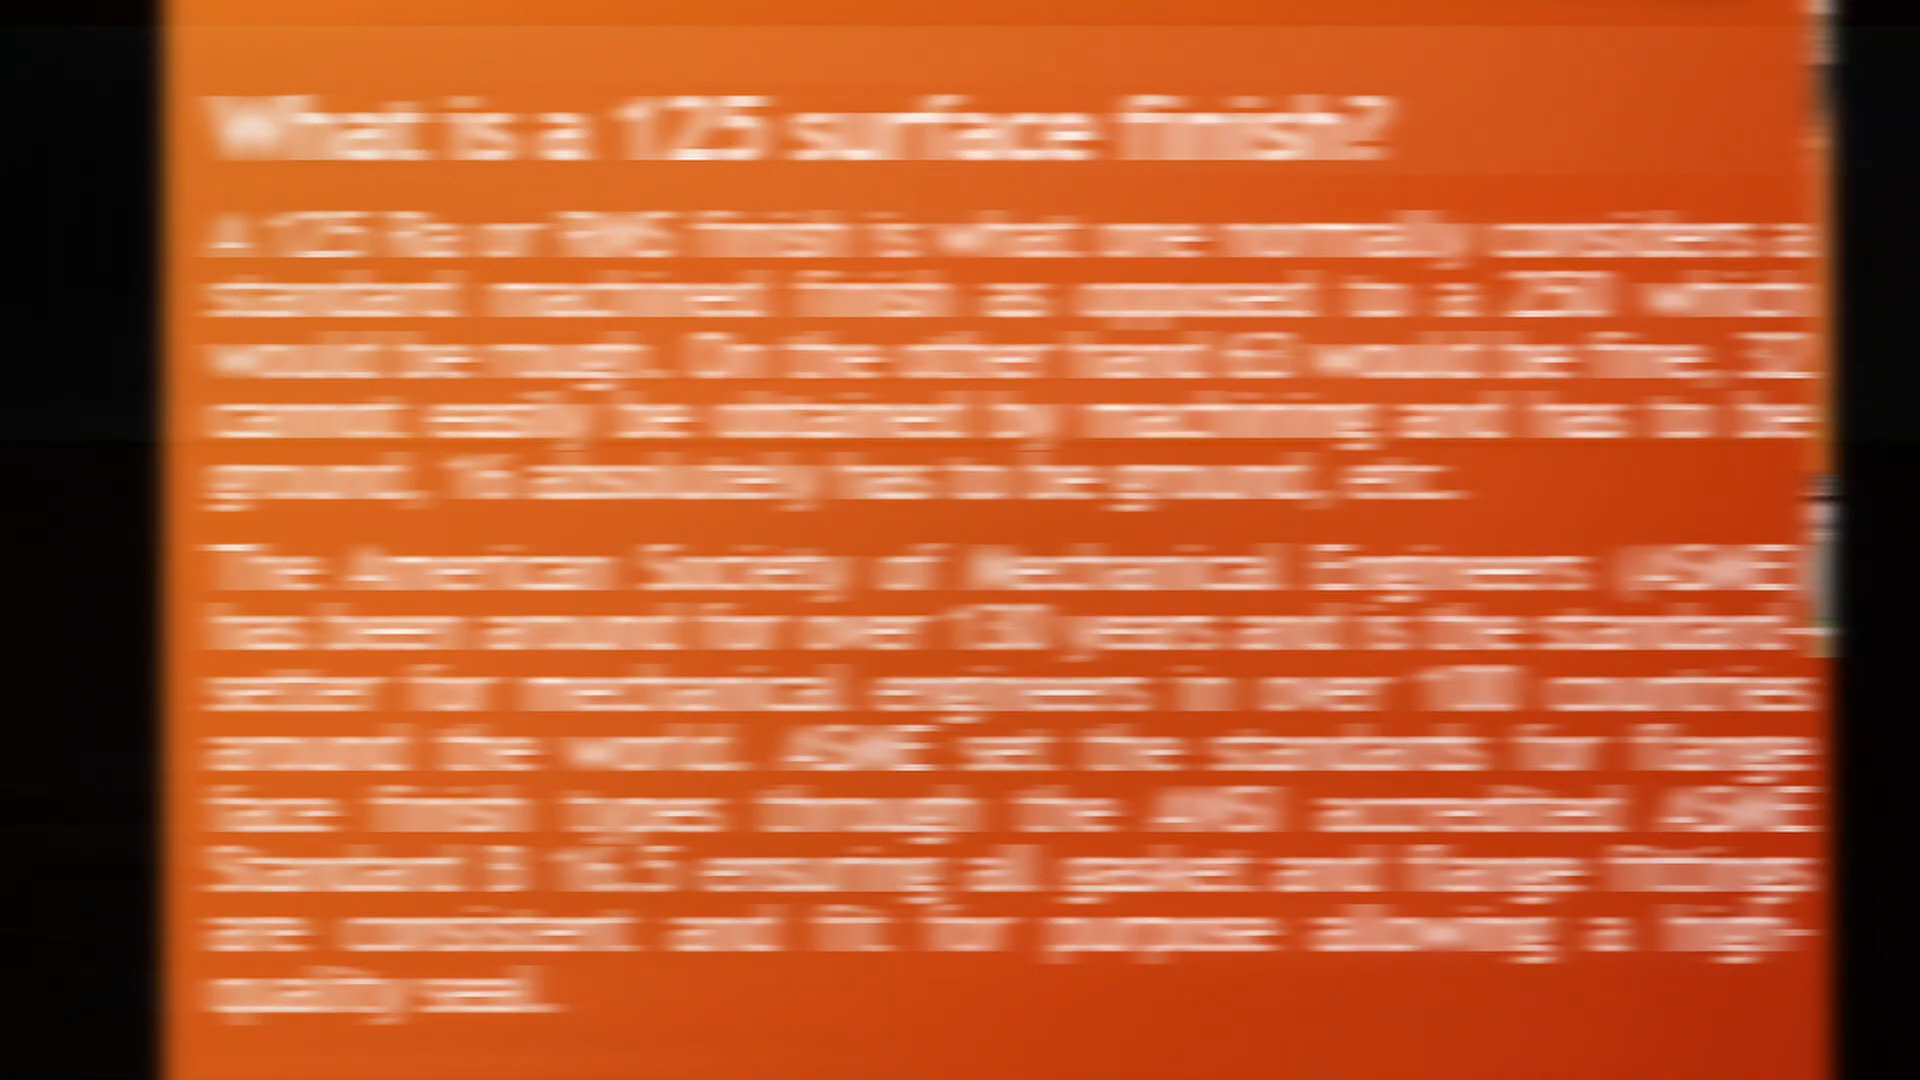 What is a 125 surface finish?
A 125 Ra or RMS finish is what one normally considers a
standard machined finish as opposed to a 250 which
would be rough. On the other hand 63 would be fine. 32
cannot easily be obtained by machining and has to be
ground. 16 absolutely has to be ground.
The American Society of Mechanical Engineers (ASME)
has been around for over 130 years and is the standard
setter for mechanical engineers in over 100 countries
around the world. ASME set the standards for flange
face finish types through the ANSI accredited ASME
Standard B 16.5 ensuring all gasket and flange finishes
are consistent and fit for purpose allowing a high
quality seal.